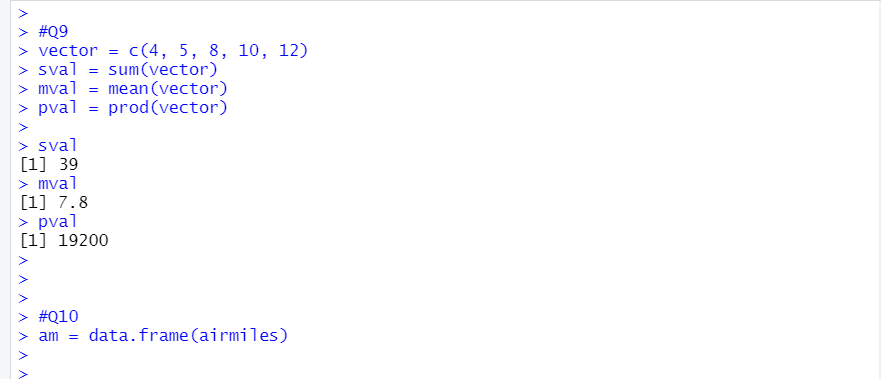 >
> #Q9
> vector = c(4, 5, 8, 10, 12)
> sval = sum(vector)
> mval = mean(vector)
> pval = prod(vector)
>
> sval
[1] 39
> mval
[1] 7.8
> pval
[1] 19200
>
>
>
> #Q10
> am = data.frame(airmiles)
>
>